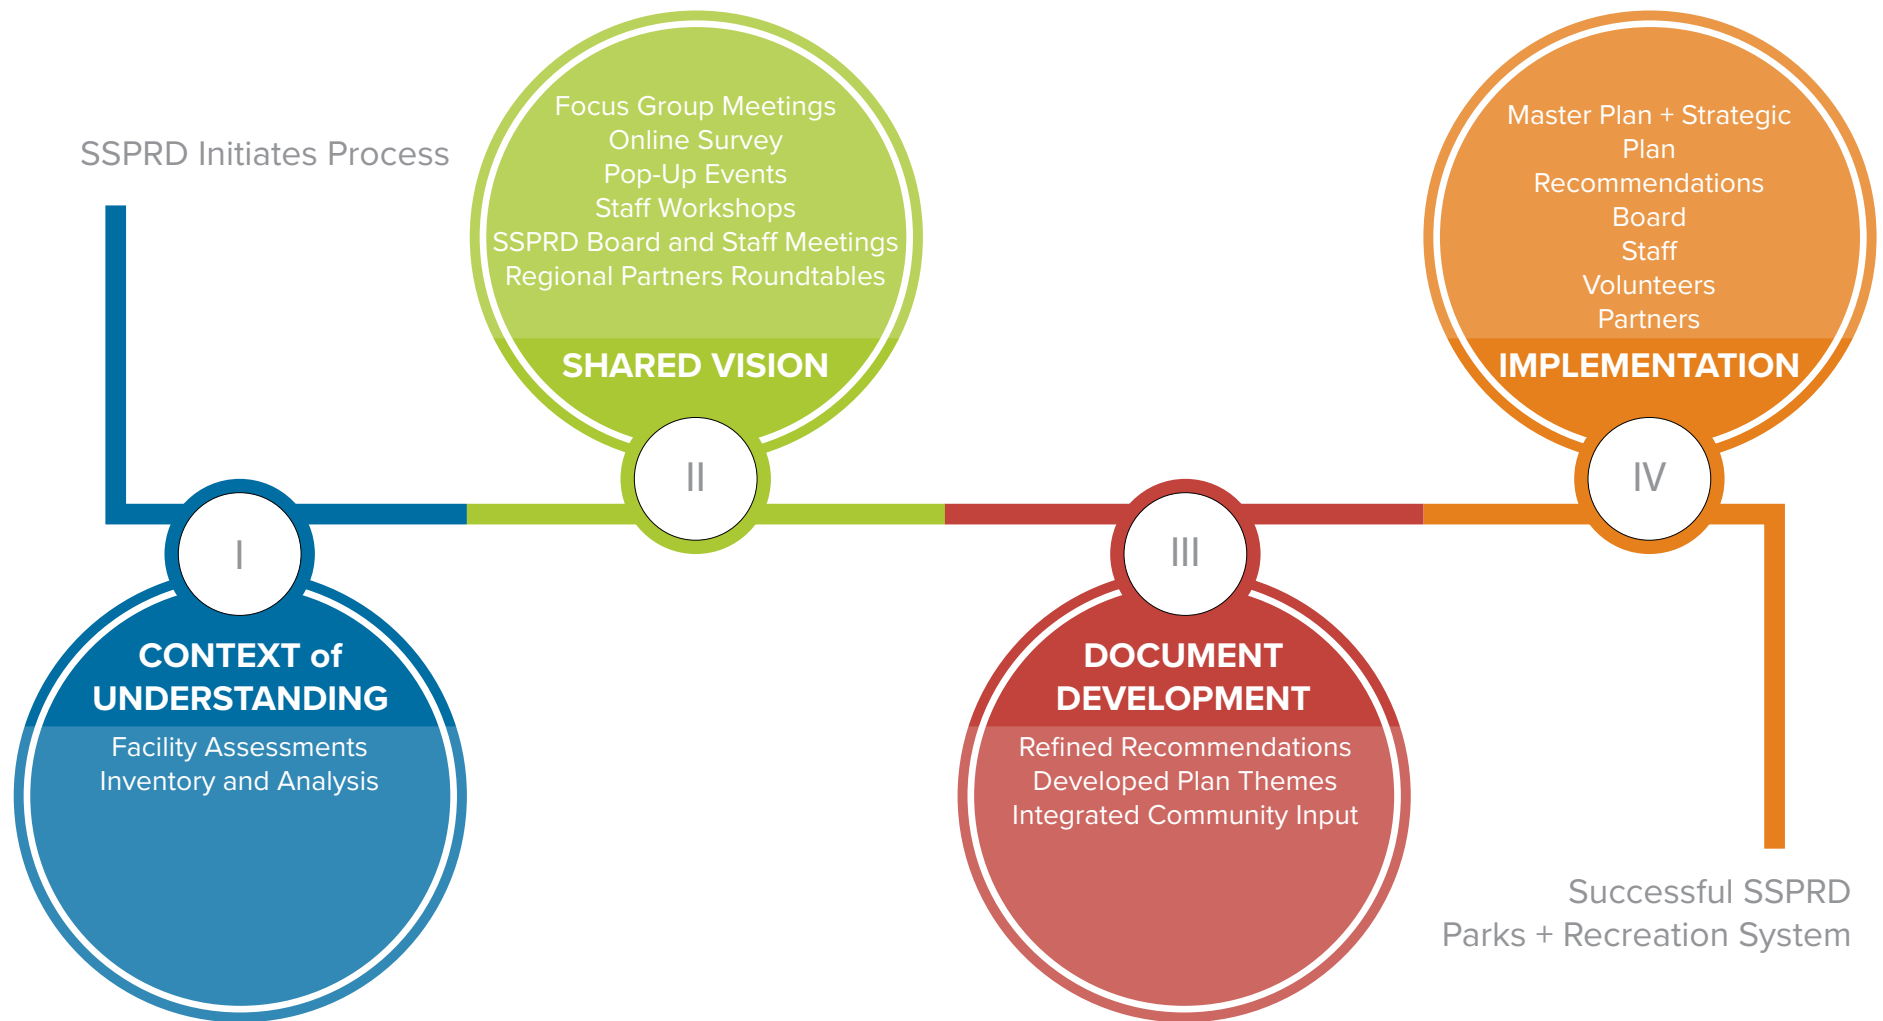 SSPRD Initiates Process
I
CONTEXT of
UNDERSTANDING
Facility Assessments
Inventory and Analysis
Focus Group Meetings
Online Survey
Pop-Up Events
Staff Workshops
SSPRD Board and Staff Meetings
Regional Partners Roundtables
SHARED VISION
II
III
DOCUMENT
DEVELOPMENT
Refined Recommendations
Developed Plan Themes
Integrated Community Input
Master Plan + Strategic
Plan
Recommendations
Board
Staff
Volunteers
Partners
IMPLEMENTATION
IV
Successful SSPRD
Parks + Recreation System